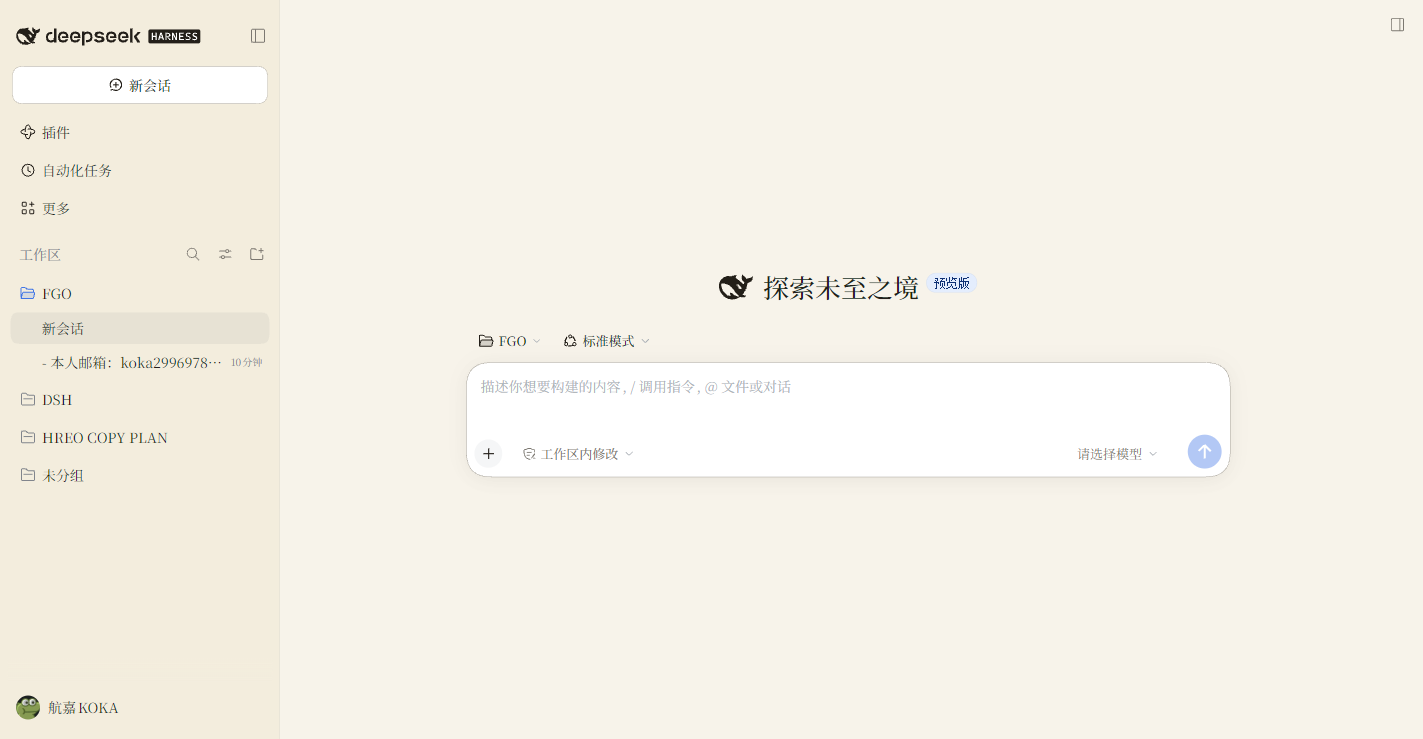 deepseek HARNESS
新会话
插件
自动化任务
更多
工作区
FGO
新会话
- 本人邮箱：koka2996978··· 10分钟
DSH
HREO COPY PLAN
未分组
航嘉KOKA
探索未至之境 预览版
FGO 标准模式
描述你想要构建的内容 , / 调用指令 , @ 文件或对话
工作区内修改 请选择模型